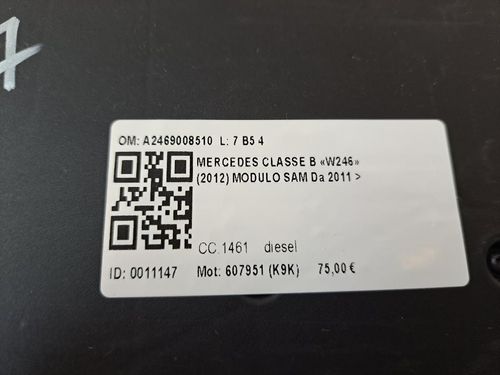 7
OM: A2469008510 L: 7 B5 4
MERCEDES CLASSE B «W246»
(2012) MODULO SAM Da 2011 >
CC.1461 diesel
ID: 0011147 Mot: 607951 (K9K) 75,00 €